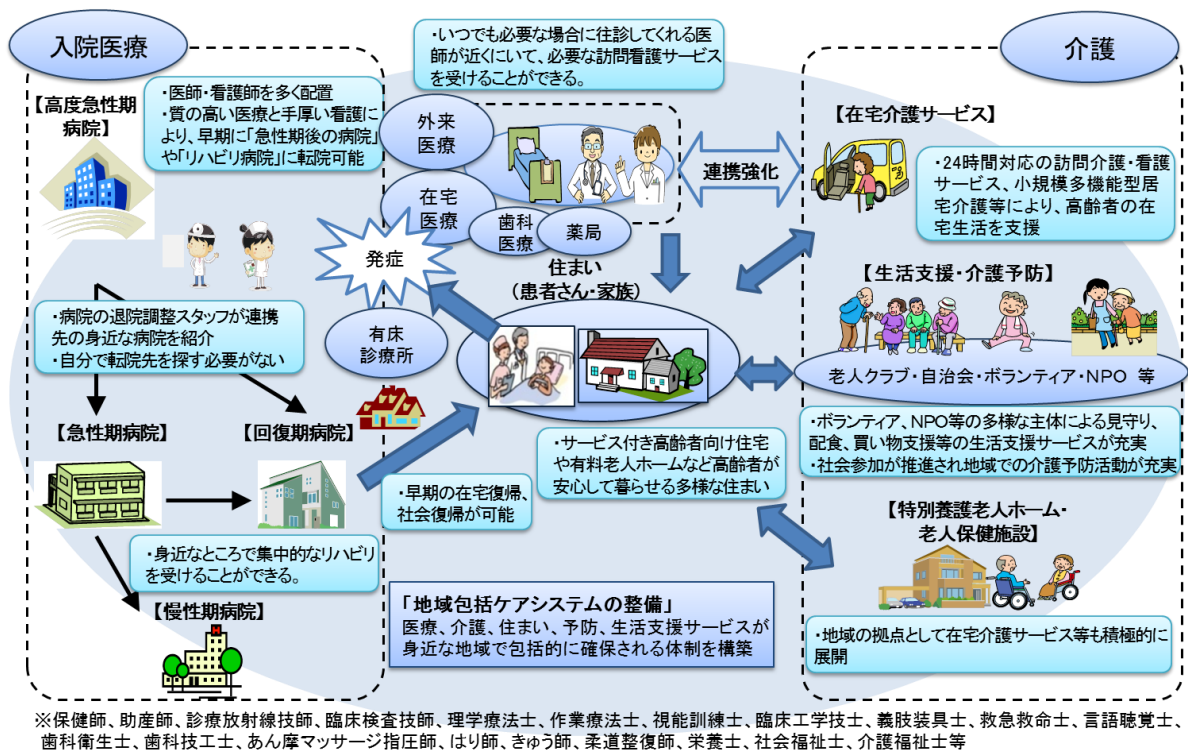 入院医療
【高度急性期
病院】
・医師・看護師を多く配置
・質の高い医療と手厚い看護によ
り、早期に「急性期後の病院」
や「リハビリ病院」に転院可能
・病院の退院調整スタッフが連携
先の身近な病院を紹介
・自分で転院先を探す必要がない
【急性期病院】
【回復期病院】
・身近なところで集中的なリハビリ
を受けることができる。
【慢性期病院】
H
・いつでも必要な場合に往診してくれる医
師が近くにいて、必要な訪問看護サービス
を受けることができる。
外来
医療
在宅
医療
歯科
医療
薬局
連携強化
発症
住まい
(患者さん・家族)
有床
診療所
・早期の在宅復帰、
社会復帰が可能
・サービス付き高齢者向け住宅
や有料老人ホームなど高齢者が
安心して暮らせる多様な住まい
「地域包括ケアシステムの整備」
医療、介護、住まい、予防、生活支援サービスが
身近な地域で包括的に確保される体制を構築
介護
【在宅介護サービス】
・24時間対応の訪問介護・看護
サービス、小規模多機能型居
宅介護等により、高齢者の在
宅生活を支援
【生活支援・介護予防】
老人クラブ・自治会・ボランティア・NPO 等
・ボランティア、NPO等の多様な主体による見守り、
配食、買い物支援等の生活支援サービスが充実
・社会参加が推進され地域での介護予防活動が充実
【特別養護老人ホーム・
老人保健施設】
・地域の拠点として在宅介護サービス等も積極的に
展開
※保健師、助産師、診療放射線技師、臨床検査技師、理学療法士、作業療法士、視能訓練士、臨床工学技士、義肢装具士、救急救命士、言語聴覚士、
歯科衛生士、歯科技工士、あん摩マッサージ指圧師、はり師、きゅう師、柔道整復師、栄養士、社会福祉士、介護福祉士等